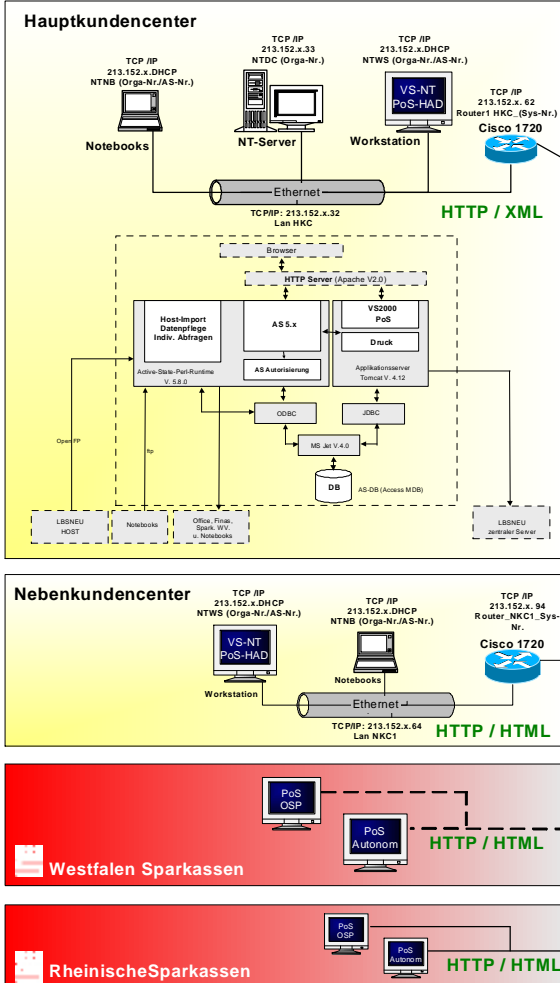 Hauptkundencenter
TCP /IP
213.152.x.DHCP
NTNB (Orga-Nr./AS-Nr.)
Notebooks
TCP /IP
213.152.x.33
NTDC (Orga-Nr.)
NT-Server
TCP /IP
213.152.x.DHCP
NTWS (Orga-Nr./AS-Nr.)
VS-NT
PoS-HAD
Workstation
TCP /IP
213.152.x. 62
Router1 HKC_(Sys-Nr.)
Cisco 1720
Ethernet
TCP/IP: 213.152.x.32
Lan HKC
HTTP / XML
Browser
HTTP Server (Apache V2.0)
Host-Import
Datenpflege
Indiv. Abfragen
Active-State-Perl-Runtime
V. 5.8.0
AS 5.x
AS Autorisierung
VS2000
PoS
Druck
Applikationsserver
Tomcat V. 4.12
ODBC
JDBC
MS Jet V.4.0
DB
AS-DB (Access MDB)
Open FP
ftp
LBSNEU
HOST
Notebooks
Office, Finas,
Spark. WV.
u. Notebooks
LBSNEU
zentraler Server
Nebenkundencenter
TCP /IP
213.152.x.DHCP
NTWS (Orga-Nr./AS-Nr.)
VS-NT
PoS-HAD
Workstation
TCP /IP
213.152.x.DHCP
NTNB (Orga-Nr./AS-Nr.)
Notebooks
TCP /IP
213.152.x. 94
Router_NKC1_Sys-
Nr.
Cisco 1720
Ethernet
TCP/IP: 213.152.x.64
Lan NKC1
HTTP / HTML
PoS
OSP
PoS
Autonom
HTTP / HTML
Westfalen Sparkassen
PoS
OSP
PoS
Autonom
HTTP / HTML
RheinischeSparkassen